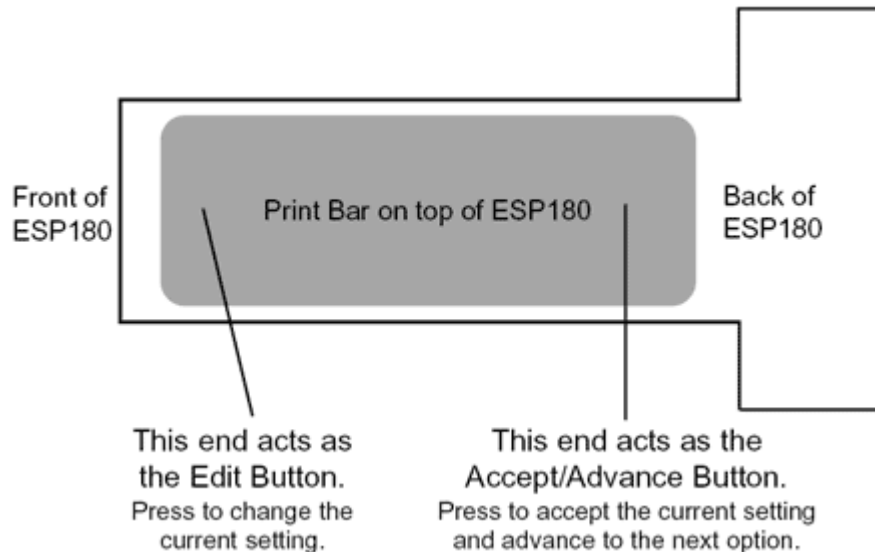 Front of
ESP180
Print Bar on top of ESP180
Back of
ESP180
This end acts as
the Edit Button.
Press to change the
current setting.
This end acts as the
Accept/Advance Button.
Press to accept the current setting
and advance to the next option.